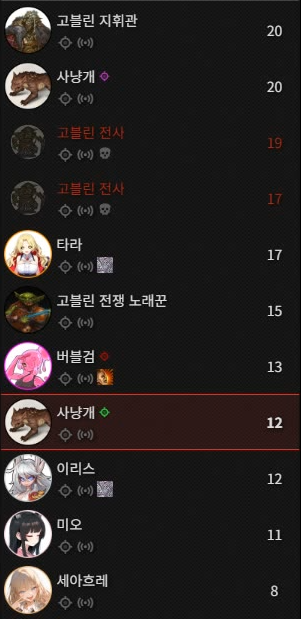 고블린 지휘관
20
사냥개
20
고블린 전사
19
고블린 전사
17
타라
17
고블린 전쟁 노래꾼
15
버블검
13
사냥개
12
이리스
12
미오
11
세아흐레
8